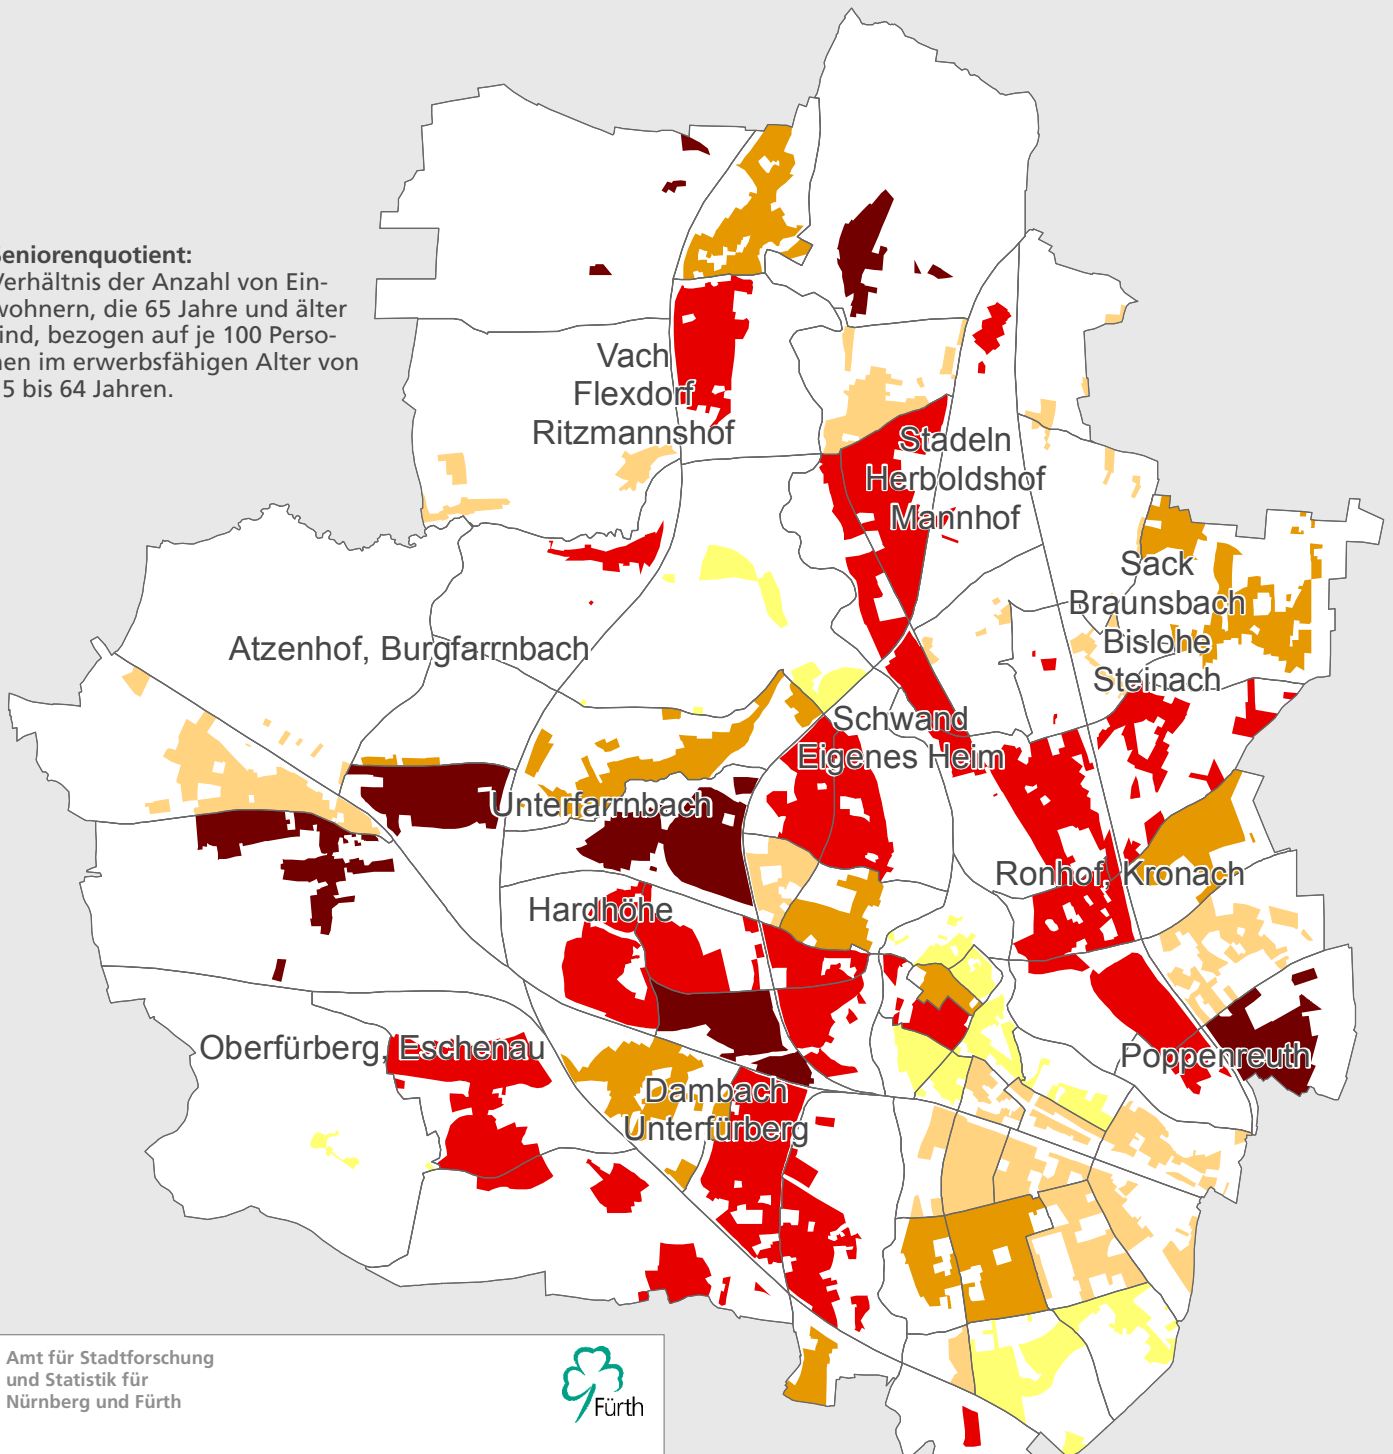 Seniorenquotient:
Verhältnis der Anzahl von Ein-
wohnern, die 65 Jahre und älter
sind, bezogen auf je 100 Perso-
nen im erwerbsfähigen Alter von
5 bis 64 Jahren.
Vach
Flexdorf
Ritzmannshof
Stadeln
Herboldshof
Mannhof
Sack
Braunsbach
Bislohe
Steinach
Atzenhof, Burgfarrnbach
Schwand
Eigenes Heim
Unterfarrnbach
Ronhof, Kronach
Hardhöhe
Oberfürberg, Eschenau
Poppenreuth
Dambach
Unterfürberg
Amt für Stadtforschung
und Statistik für
Nürnberg und Fürth
Fürth